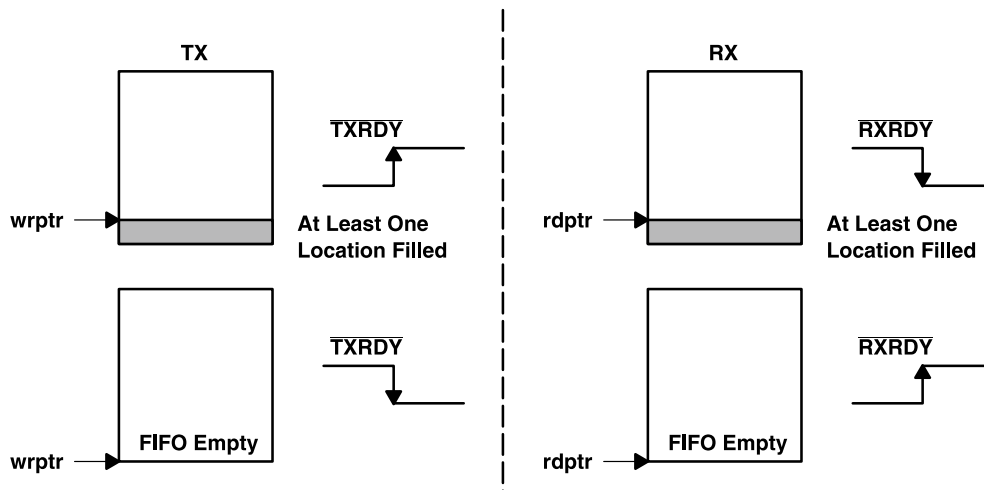 TX
TXRDY
wrptr
At Least One
Location Filled
TXRDY
FIFO Empty
wrptr
RX
RXRDY
rdptr
At Least One
Location Filled
RXRDY
FIFO Empty
rdptr